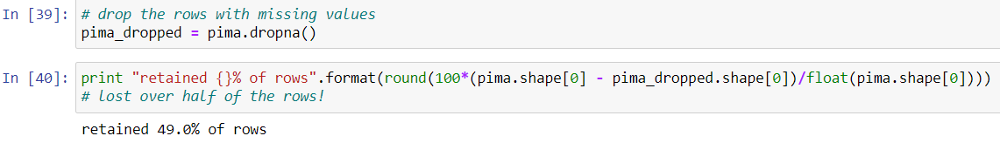 In [39]: # drop the rows with missing values
pima_dropped = pima.dropna()
In [40]: print "retained {}% of rows".format(round(100*(pima.shape[0] - pima_dropped.shape[0])/float(pima.shape[0])))
# lost over half of the rows!
retained 49.0% of rows